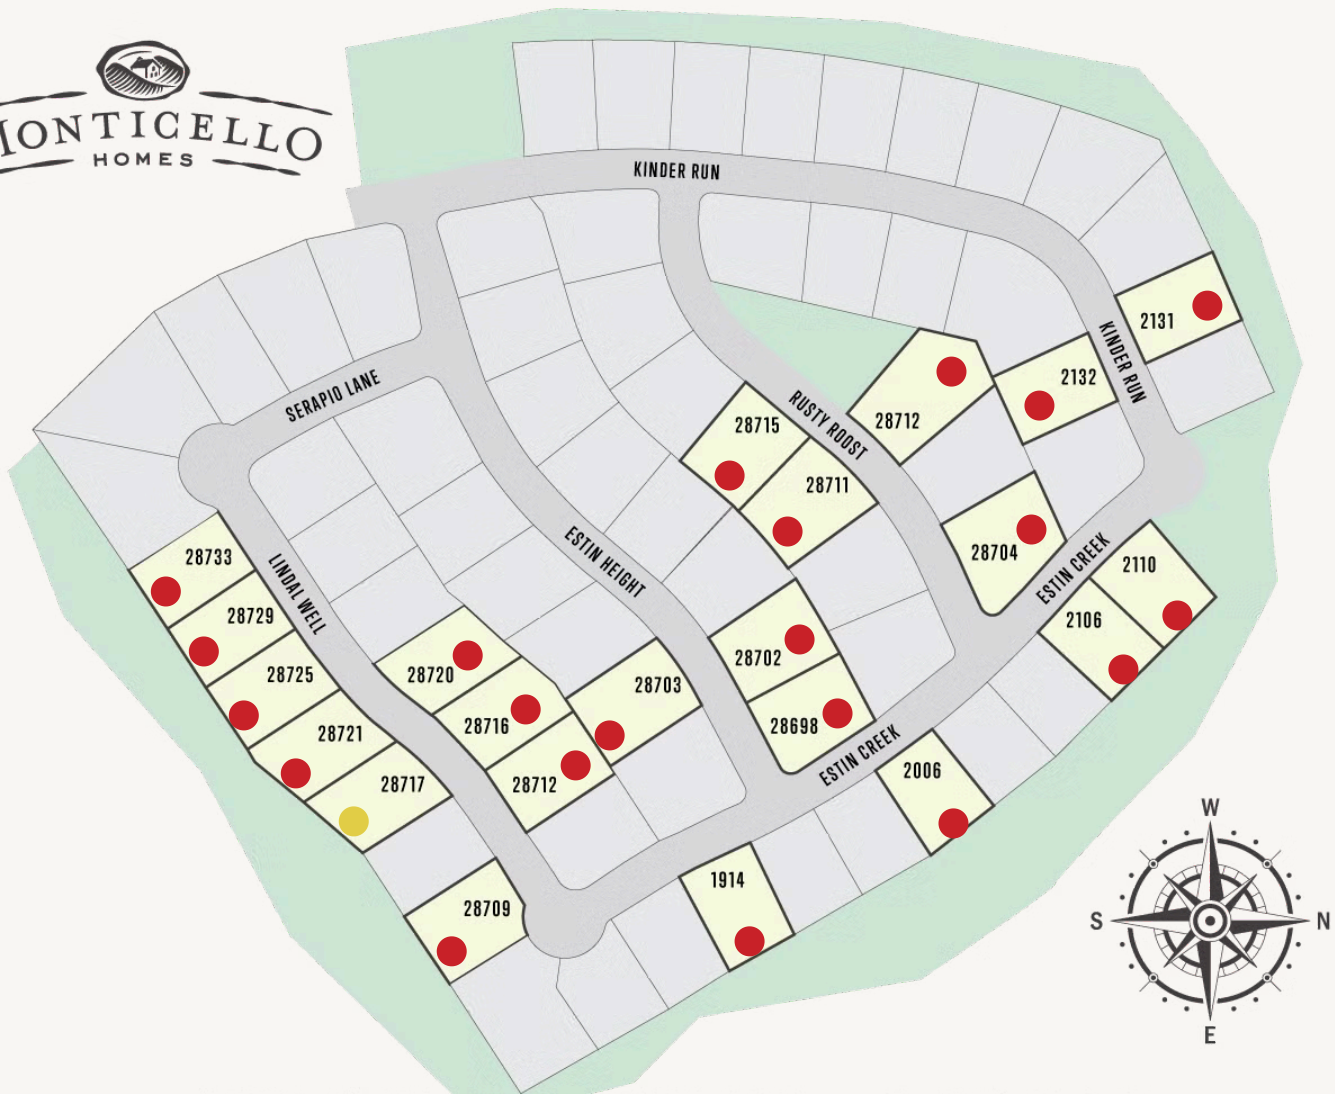 MONTICELLO
HOMES
KINDER RUN
2131
KINDER RUN
2132
SERAPIO LANE
RUSTY ROOST
28712
28715
28711
28704
ESTIN CREEK
2110
2106
ESTIN HEIGHT
LINDAL WELL
28733
28729
28725
28721
28717
28720
28716
28712
28703
28702
28698
ESTIN CREEK
2006
1914
28709
W
S
N
E